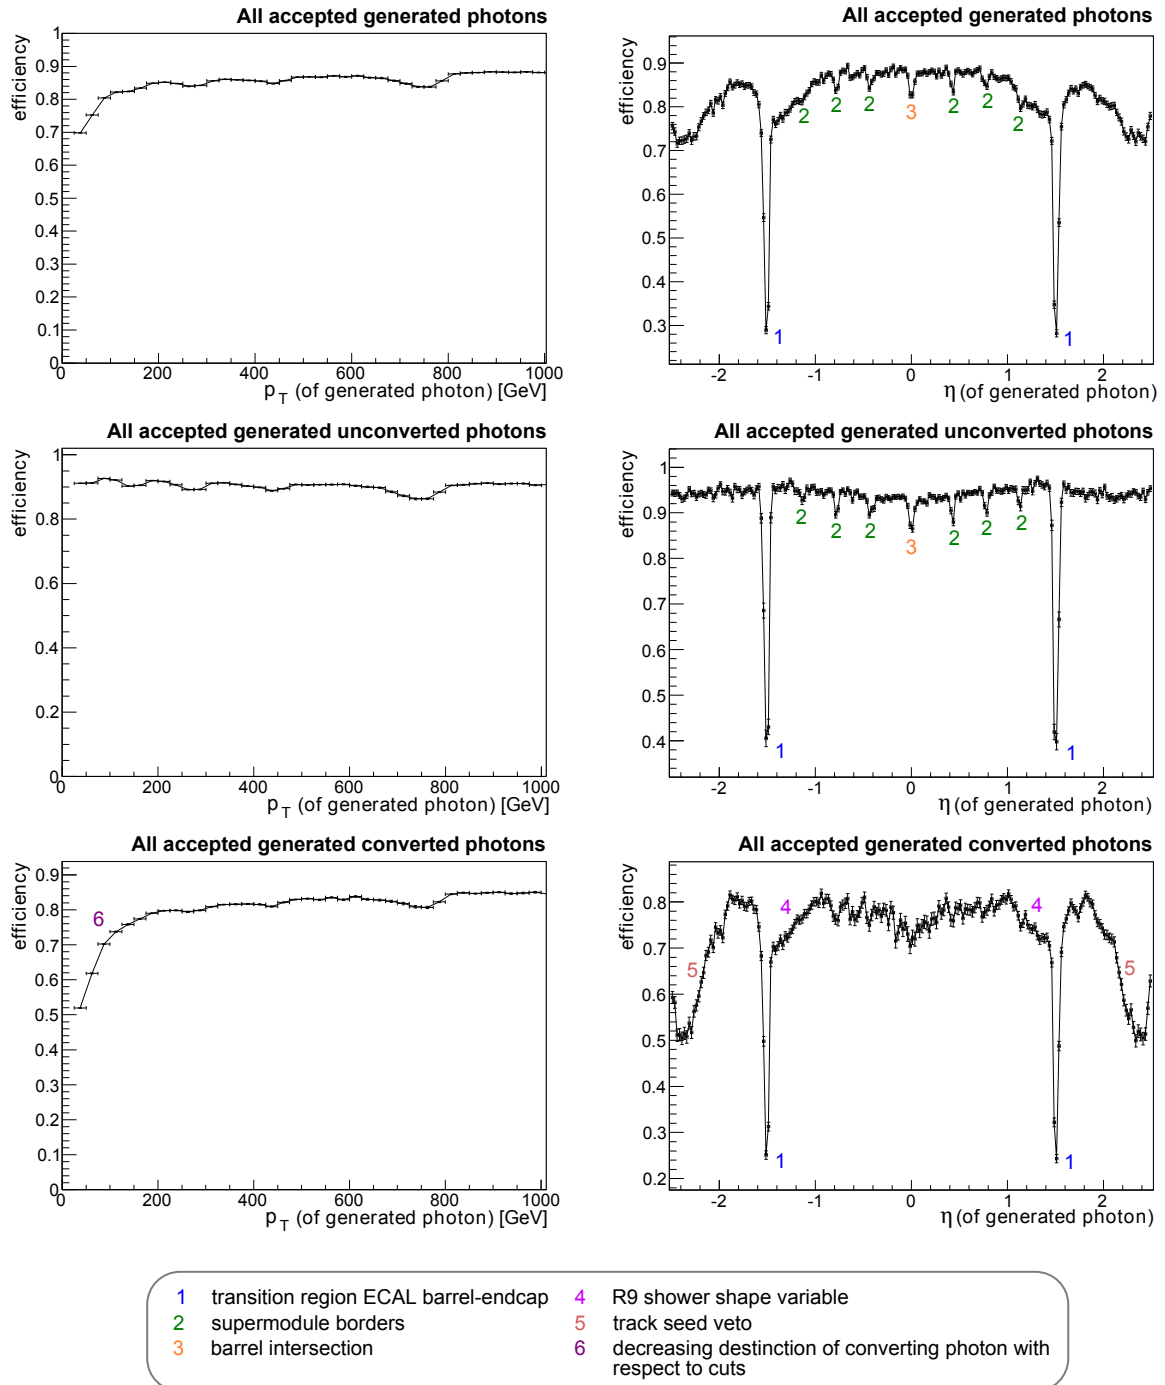 All accepted generated photons
efficiency
1
0.9
0.8
0.7
0.6
0.5
0.4
0.3
0.2
0.1
0
0 200 400 600 800 1000
p_T (of generated photon) [GeV]
All accepted generated photons
efficiency
0.9
0.8
0.7
0.6
0.5
0.4
0.3
2 2 2 3 2 2 2
1 1
-2 -1 0 1 2
η (of generated photon)
All accepted generated unconverted photons
efficiency
1
0.8
0.6
0.4
0.2
0
0 200 400 600 800 1000
p_T (of generated photon) [GeV]
All accepted generated unconverted photons
efficiency
1
0.9
0.8
0.7
0.6
0.5
0.4
2 2 2 3 2 2 2
1 1
-2 -1 0 1 2
η (of generated photon)
All accepted generated converted photons
efficiency
0.9
0.8
0.7
0.6
0.5
0.4
0.3
0.2
0.1
0
6
0 200 400 600 800 1000
p_T (of generated photon) [GeV]
All accepted generated converted photons
efficiency
0.8
0.7
0.6
0.5
0.4
0.3
0.2
4 4
5 5
1 1
-2 -1 0 1 2
η (of generated photon)
1 transition region ECAL barrel-endcap
2 supermodule borders
3 barrel intersection
4 R9 shower shape variable
5 track seed veto
6 decreasing destinction of converting photon with
respect to cuts